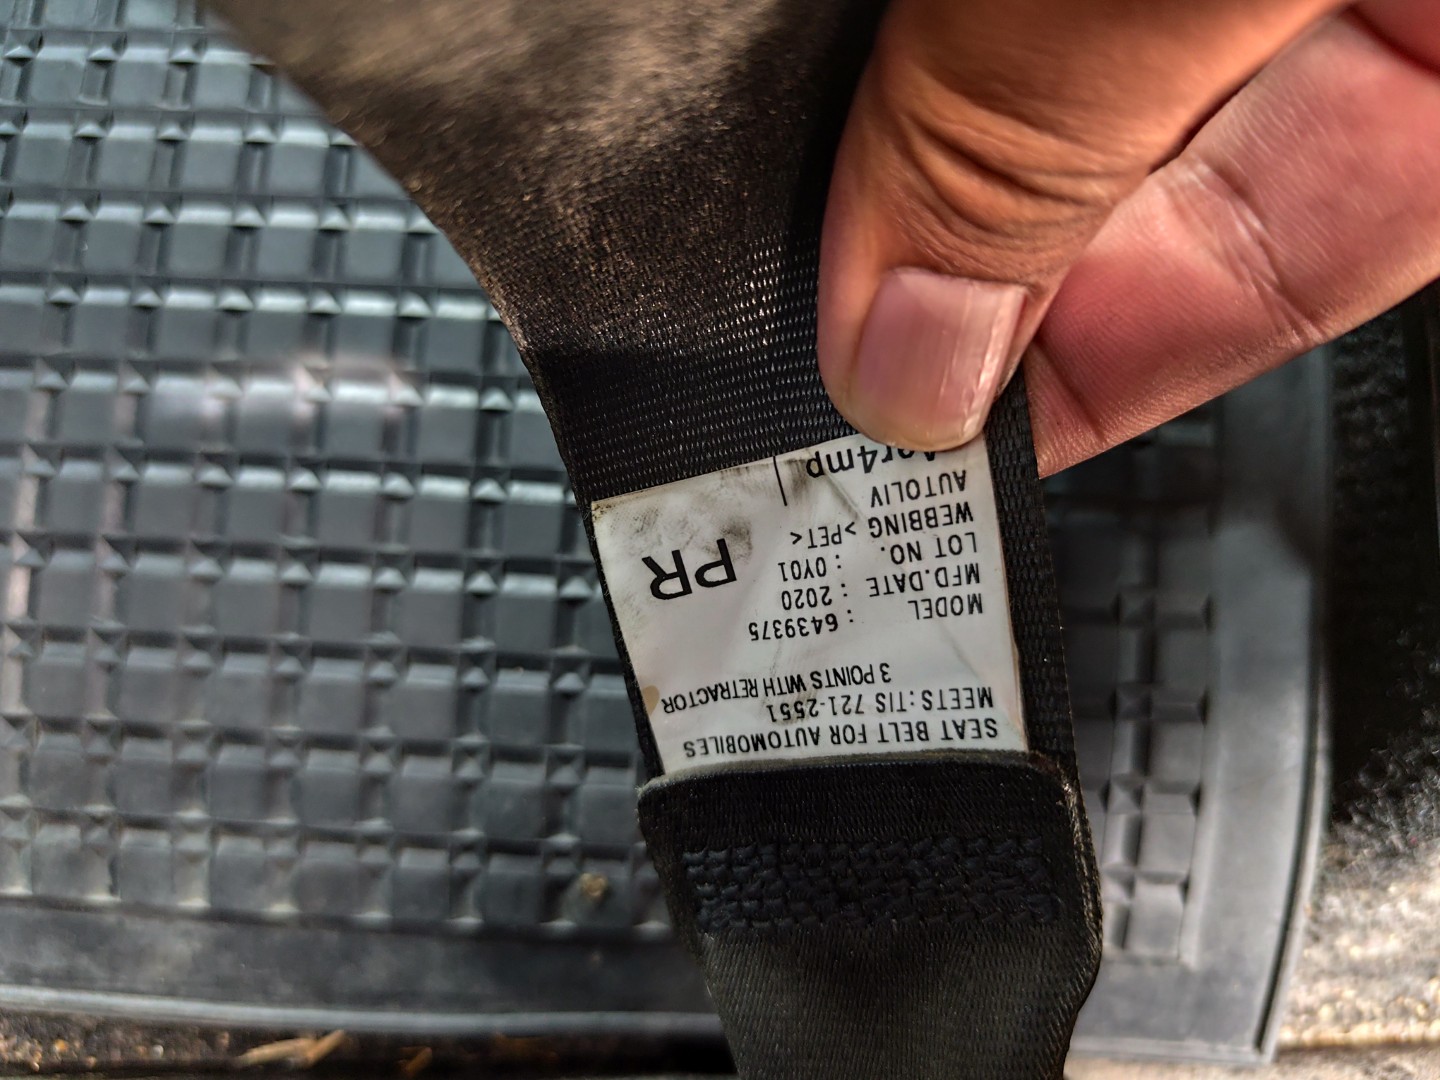 SEAT BELT FOR AUTOMOBILES
MEETS:TIS 721-2551
3 POINTS WITH RETRACTOR
MODEL : 6439375
MFD.DATE : 2020
LOT NO. : 0Y01
WEBBING >PET<
AUTOLIV
PR